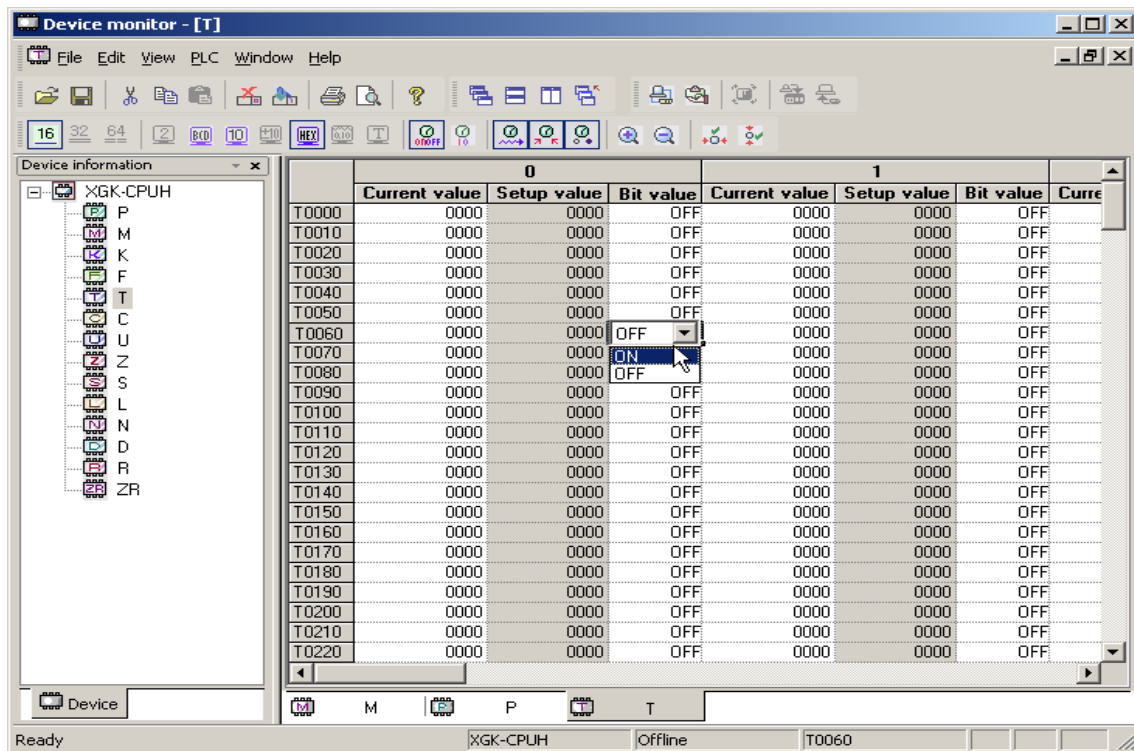 Device monitor - [T]
File Edit View PLC Window Help
16 32 64 2 BCD 10 ±10 HEX T ON/OFF 10
Device information
XGK-CPUH
P
M
K
F
T
C
U
Z
S
L
N
D
R
ZR
Device
0 1
Current value Setup value Bit value Current value Setup value Bit value Curre
T0000 0000 0000 OFF 0000 0000 OFF
T0010 0000 0000 OFF 0000 0000 OFF
T0020 0000 0000 OFF 0000 0000 OFF
T0030 0000 0000 OFF 0000 0000 OFF
T0040 0000 0000 OFF 0000 0000 OFF
T0050 0000 0000 OFF 0000 0000 OFF
T0060 0000 0000 OFF 0000 0000 OFF
T0070 0000 0000 ON 0000 0000 OFF
T0080 0000 0000 OFF 0000 0000 OFF
T0090 0000 0000 OFF 0000 0000 OFF
T0100 0000 0000 OFF 0000 0000 OFF
T0110 0000 0000 OFF 0000 0000 OFF
T0120 0000 0000 OFF 0000 0000 OFF
T0130 0000 0000 OFF 0000 0000 OFF
T0140 0000 0000 OFF 0000 0000 OFF
T0150 0000 0000 OFF 0000 0000 OFF
T0160 0000 0000 OFF 0000 0000 OFF
T0170 0000 0000 OFF 0000 0000 OFF
T0180 0000 0000 OFF 0000 0000 OFF
T0190 0000 0000 OFF 0000 0000 OFF
T0200 0000 0000 OFF 0000 0000 OFF
T0210 0000 0000 OFF 0000 0000 OFF
T0220 0000 0000 OFF 0000 0000 OFF
M M P P T T
Ready XGK-CPUH Offline T0060